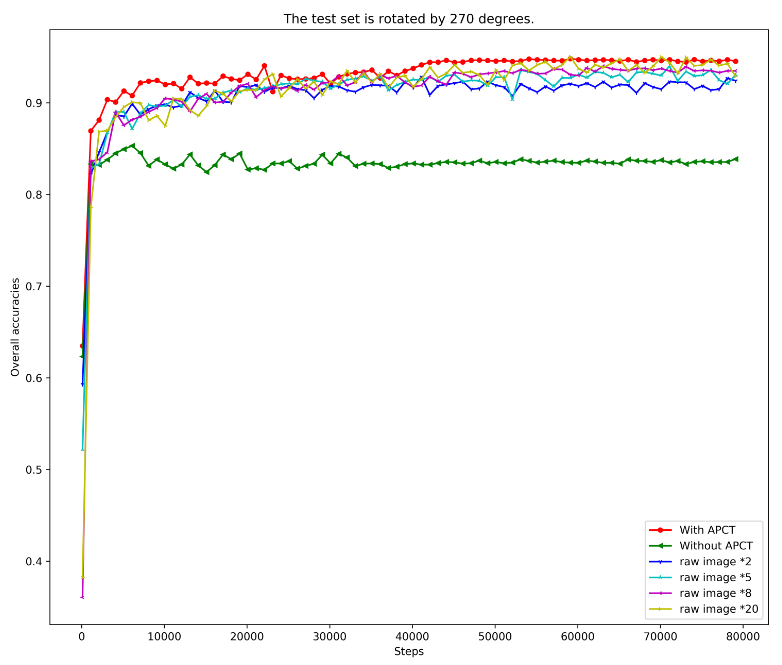 The test set is rotated by 270 degrees.
Overall accuracies
0.9
0.8
0.7
0.6
0.5
0.4
With APCT
Without APCT
raw image *2
raw image *5
raw image *8
raw image *20
0 10000 20000 30000 40000 50000 60000 70000 80000
Steps